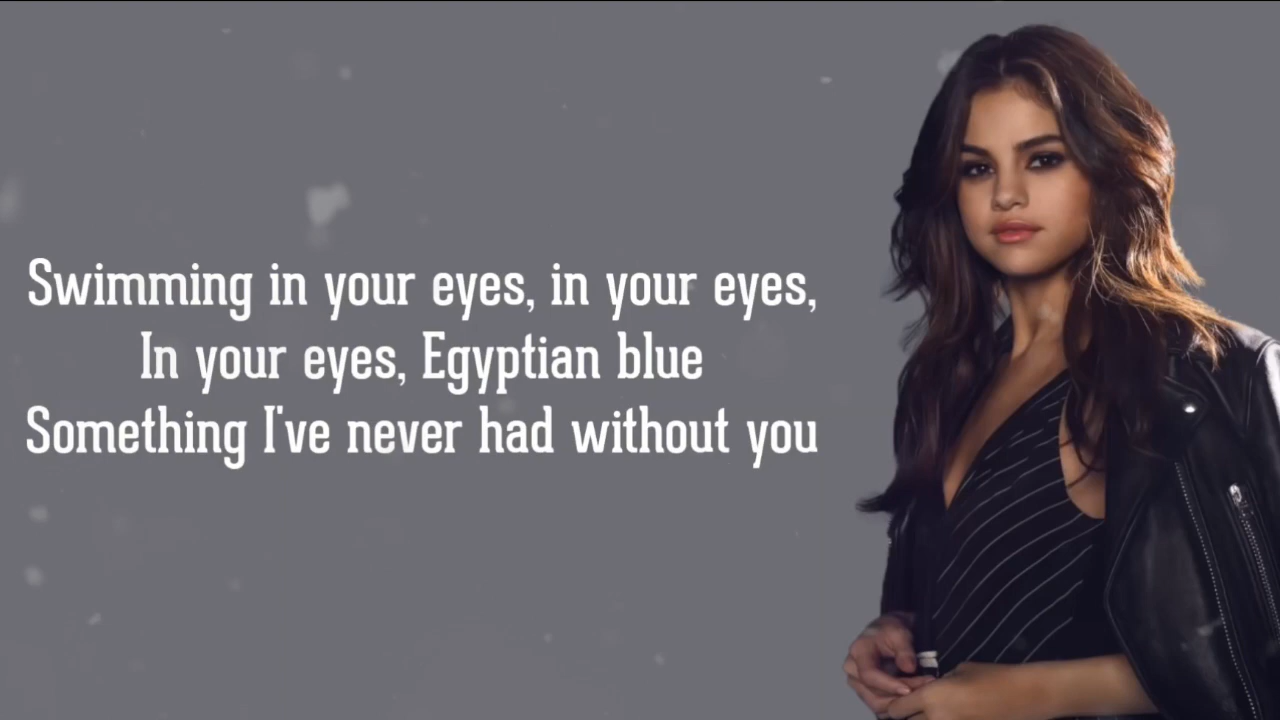 Swimming in your eyes, in your eyes,
In your eyes, Egyptian blue
Something I've never had without you